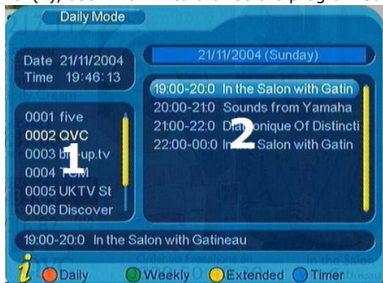 Daily Mode
Date 21/11/2004
Time 19:46:13
21/11/2004 (Sunday)
0001 five
0002 QVC
0003 bid-up.tv
0004 TCM
0005 UKTV St
0006 Discover
1
19:00-20:0 In the Salon with Gatin
20:00-21:0 Sounds from Yamaha
21:00-22:0 Diamonique Of Distincti
22:00-00:0 In the Salon with Gatin
2
19:00-20:0 In the Salon with Gatineau
i Daily Weekly Extended Timer